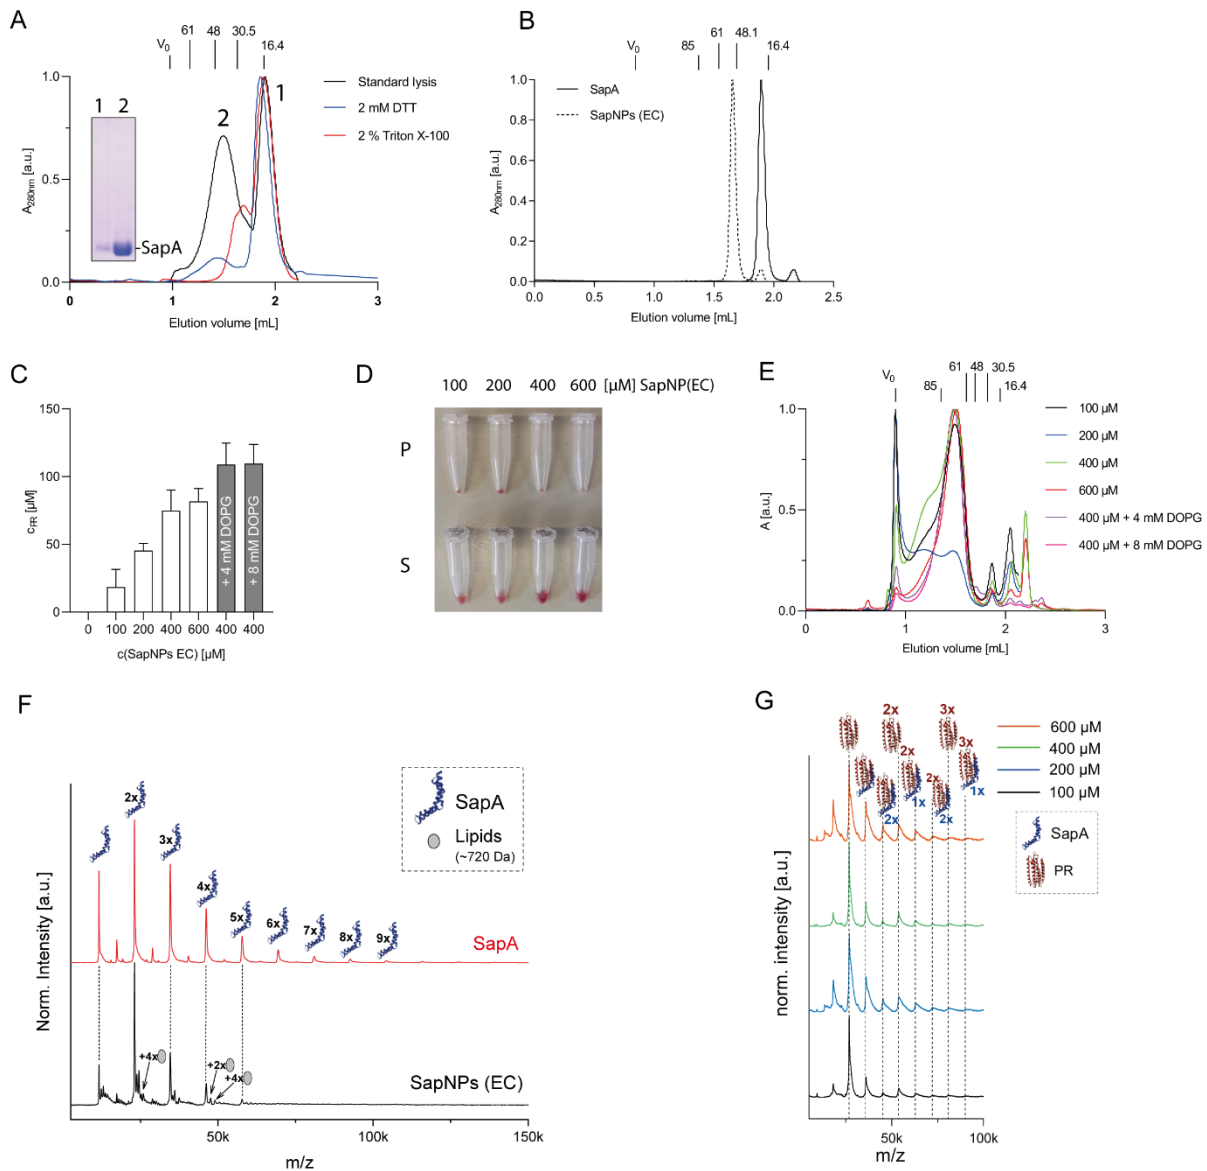 A
V0 61 48 30.5 16.4
1.0
0.5
0.0
A280nm [a.u.]
1 2
-SapA
2
1
Standard lysis
2 mM DTT
2 % Triton X-100
0 1 2 3
Elution volume [mL]
B
V0 85 61 48.1 16.4
1.0
0.8
0.6
0.4
0.2
0.0
A280nm [a.u.]
SapA
SapNPs (EC)
0.0 0.5 1.0 1.5 2.0 2.5
Elution volume [mL]
C
150
100
50
0
cPR [µM]
+ 4 mM DOPG
+ 8 mM DOPG
0 100 200 400 600 400 400
c(SapNPs EC) [µM]
D
100 200 400 600 [µM] SapNP(EC)
P
S
E
V0 85 61 48 30.5 16.4
1.0
0.5
0.0
A [a.u.]
100 µM
200 µM
400 µM
600 µM
400 µM + 4 mM DOPG
400 µM + 8 mM DOPG
0 1 2 3
Elution volume [mL]
F
Norm. Intensity [a.u.]
2x
3x
4x
5x 6x 7x 8x 9x
SapA
Lipids
(~720 Da)
SapA
+4x
+2x
+4x
SapNPs (EC)
50k 100k 150k
m/z
G
2x 3x
2x 3x
2x
2x 1x 2x 1x
600 µM
400 µM
200 µM
100 µM
SapA
PR
norm. intensity [a.u.]
50k 100k
m/z